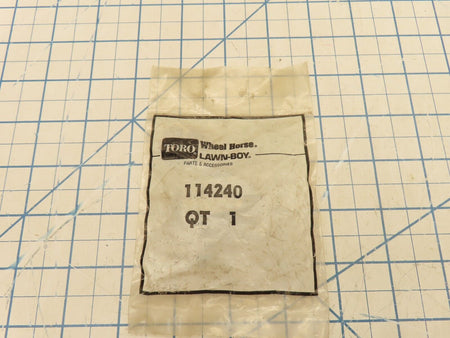 TORO Wheel Horse®
LAWN-BOY®
PARTS & ACCESSORIES
114240
QT 1